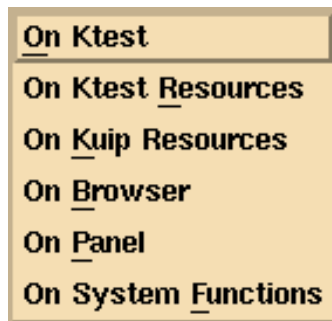 On Ktest
On Ktest Resources
On Kuip Resources
On Browser
On Panel
On System Functions